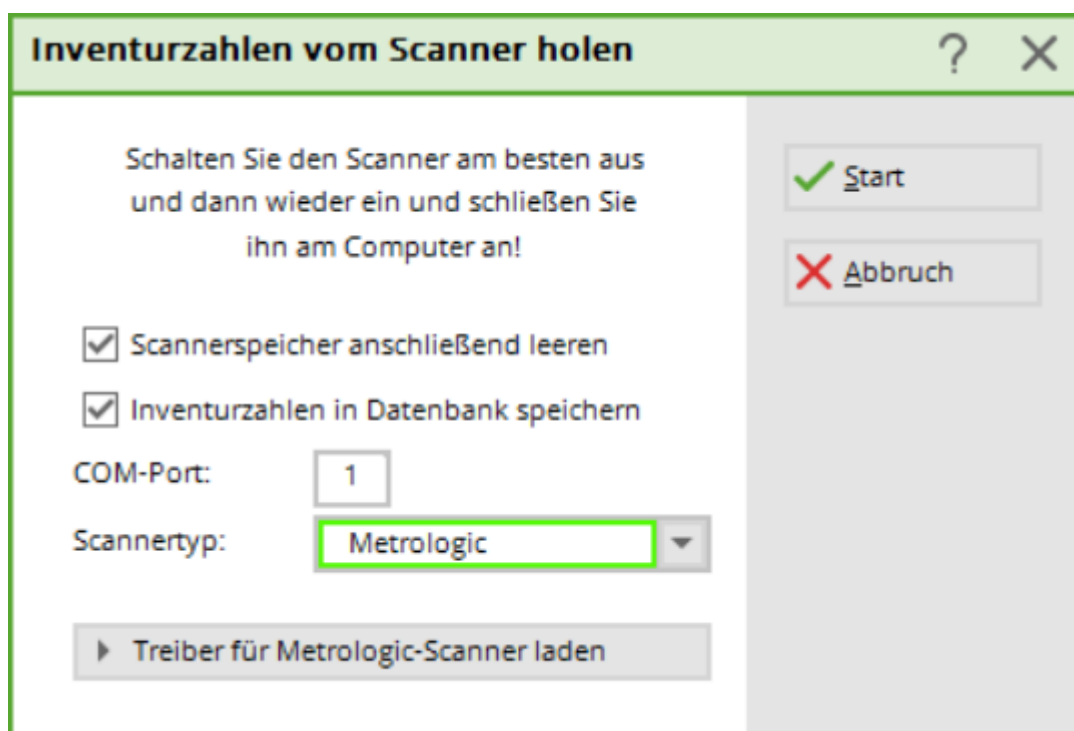 Inventurzahlen vom Scanner holen
?
Schalten Sie den Scanner am besten aus
und dann wieder ein und schließen Sie
ihn am Computer an!
Start
Abbruch
Scannerspeicher anschließend leeren
Inventurzahlen in Datenbank speichern
COM-Port: 1
Scannertyp: Metrologic
Treiber für Metrologic-Scanner laden